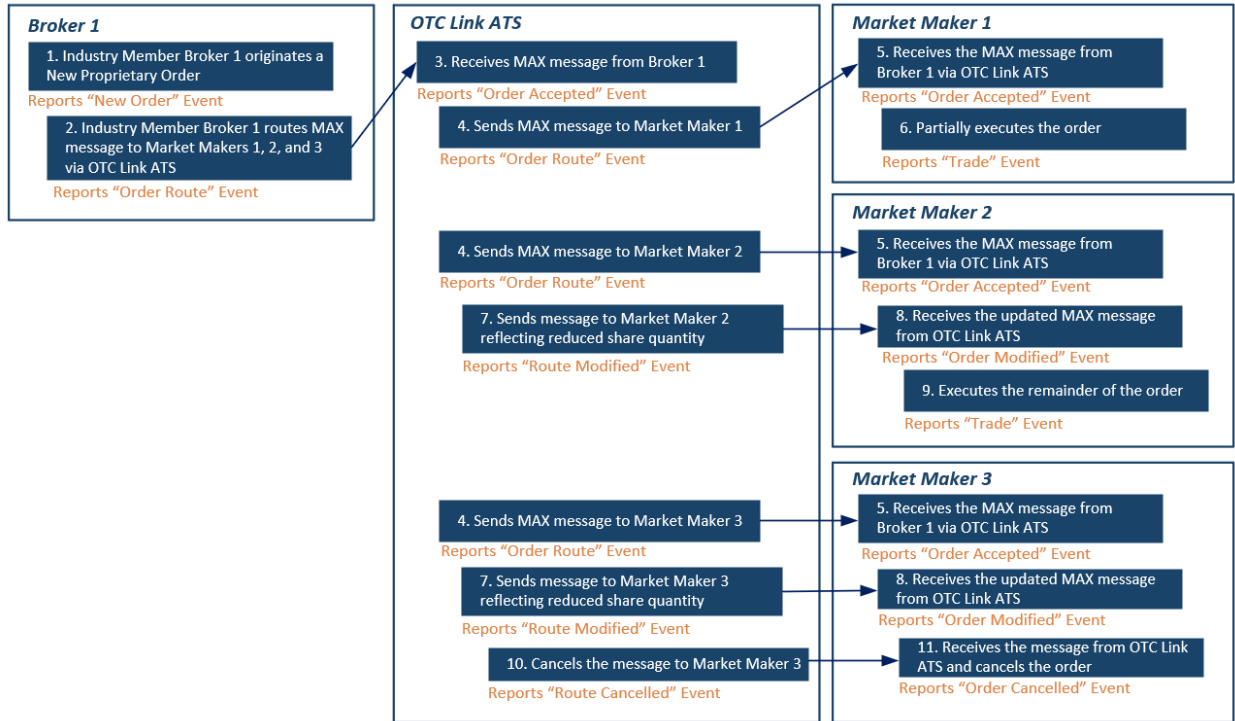 Broker 1
1. Industry Member Broker 1 originates a
New Proprietary Order
Reports "New Order" Event
2. Industry Member Broker 1 routes MAX
message to Market Makers 1, 2, and 3
via OTC Link ATS
Reports "Order Route" Event
OTC Link ATS
3. Receives MAX message from Broker 1
Reports "Order Accepted" Event
4. Sends MAX message to Market Maker 1
Reports "Order Route" Event
4. Sends MAX message to Market Maker 2
Reports "Order Route" Event
7. Sends message to Market Maker 2
reflecting reduced share quantity
Reports "Route Modified" Event
4. Sends MAX message to Market Maker 3
Reports "Order Route" Event
7. Sends message to Market Maker 3
reflecting reduced share quantity
Reports "Route Modified" Event
10. Cancels the message to Market Maker 3
Reports "Route Cancelled" Event
Market Maker 1
5. Receives the MAX message from
Broker 1 via OTC Link ATS
Reports "Order Accepted" Event
6. Partially executes the order
Reports "Trade" Event
Market Maker 2
5. Receives the MAX message from
Broker 1 via OTC Link ATS
Reports "Order Accepted" Event
8. Receives the updated MAX message
from OTC Link ATS
Reports "Order Modified" Event
9. Executes the remainder of the order
Reports "Trade" Event
Market Maker 3
5. Receives the MAX message from
Broker 1 via OTC Link ATS
Reports "Order Accepted" Event
8. Receives the updated MAX message
from OTC Link ATS
Reports "Order Modified" Event
11. Receives the message from OTC Link
ATS and cancels the order
Reports "Order Cancelled" Event